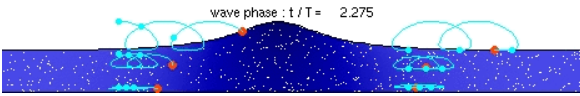 wave phase : t / T = 2.275